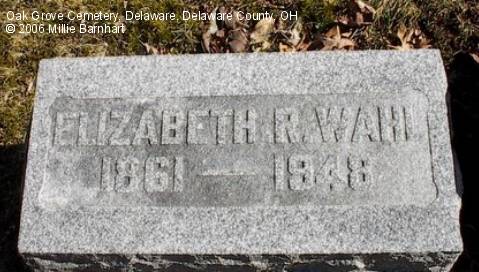 Oak Grove Cemetery, Delaware, Delaware County, OH
© 2006 Millie Barnhart
ELIZABETH R. WAHL
1861 — 1948